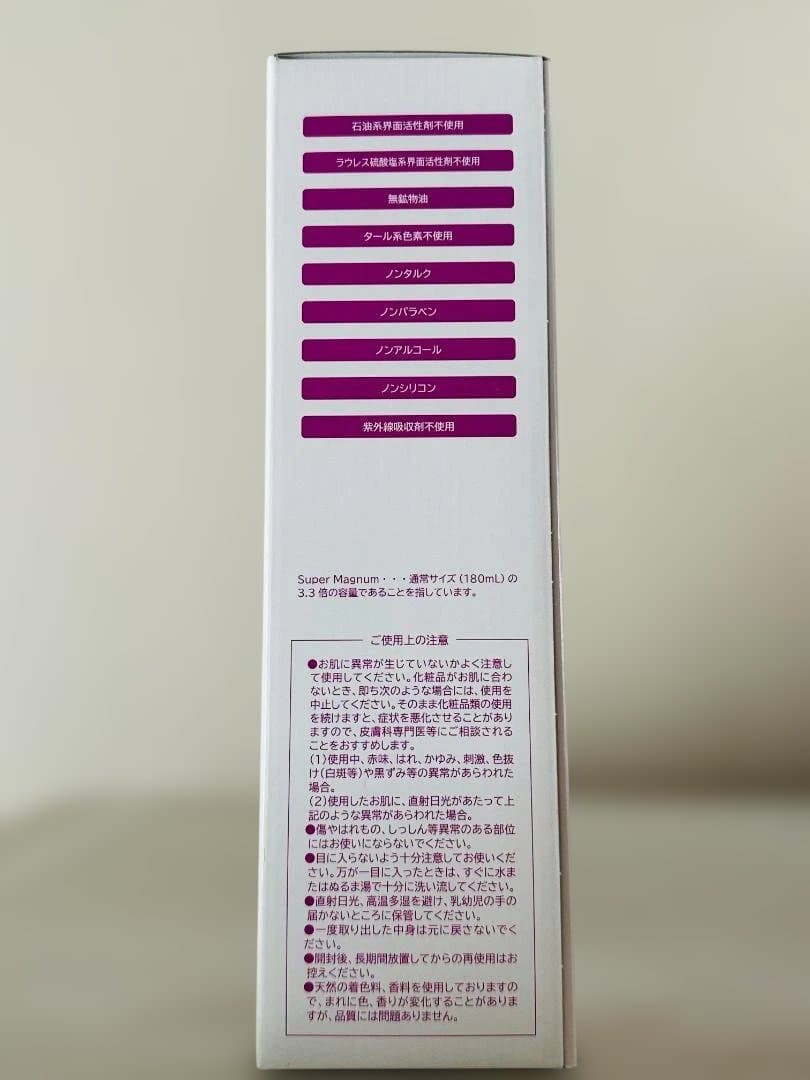 石油系界面活性剤不使用
ラウレス硫酸塩系界面活性剤不使用
無鉱物油
タール系色素不使用
ノンタルク
ノンパラベン
ノンアルコール
ノンシリコン
紫外線吸収剤不使用
Super Magnum・・・通常サイズ(180mL)の
3.3倍の容量であることを指しています。
ご使用上の注意
●お肌に異常が生じていないかよく注意し
て使用してください。化粧品がお肌に合わ
ないとき、即ち次のような場合には、使用を
中止してください。そのまま化粧品類の使用
を続けますと、症状を悪化させることがあり
ますので、皮膚科専門医等にご相談される
ことをおすすめします。
(1)使用中、赤味、はれ、かゆみ、刺激、色抜
け(白斑等)や黒ずみ等の異常があらわれた
場合。
(2)使用したお肌に、直射日光があたって上
記のような異常があらわれた場合。
●傷やはれもの、しっしん等異常のある部位
にはお使いにならないでください。
●目に入らないよう十分注意してお使いくだ
さい。万が一目に入ったときは、すぐに水ま
たはぬるま湯で十分に洗い流してください。
●直射日光、高温多湿を避け、乳幼児の手の
届かないところに保管してください。
●一度取り出した中身は元に戻さないでく
ださい。
●開封後、長期間放置してからの再使用はお
控えください。
●天然の着色料、香料を使用しておりますの
で、まれに色、香りが変化することがありま
すが、品質には問題ありません。